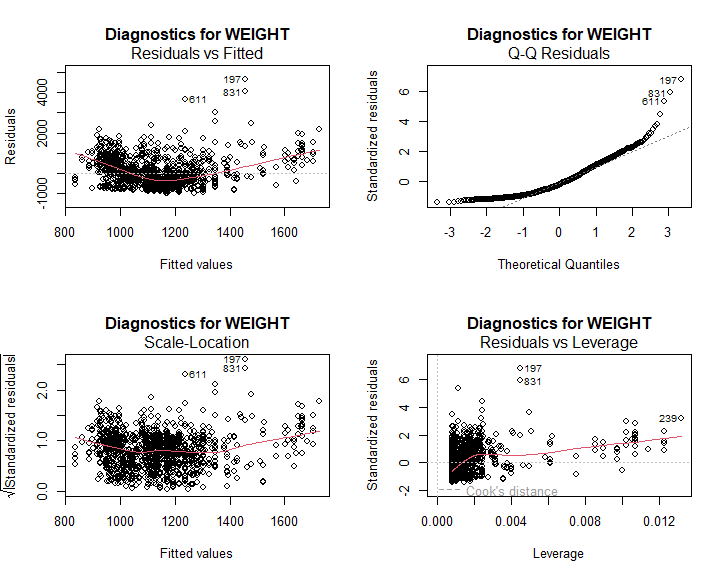 Diagnostics for WEIGHT
Residuals vs Fitted
Residuals
4000
2000
0
-1000
197
831
611
800 1000 1200 1400 1600
Fitted values
Diagnostics for WEIGHT
Q-Q Residuals
Standardized residuals
6
4
2
0
197
831
611
-3 -2 -1 0 1 2 3
Theoretical Quantiles
Diagnostics for WEIGHT
Scale-Location
√|Standardized residuals|
2.0
1.0
0.0
197
831
611
800 1000 1200 1400 1600
Fitted values
Diagnostics for WEIGHT
Residuals vs Leverage
Standardized residuals
6
4
2
0
-2
197
831
239
Cook's distance
0.000 0.004 0.008 0.012
Leverage